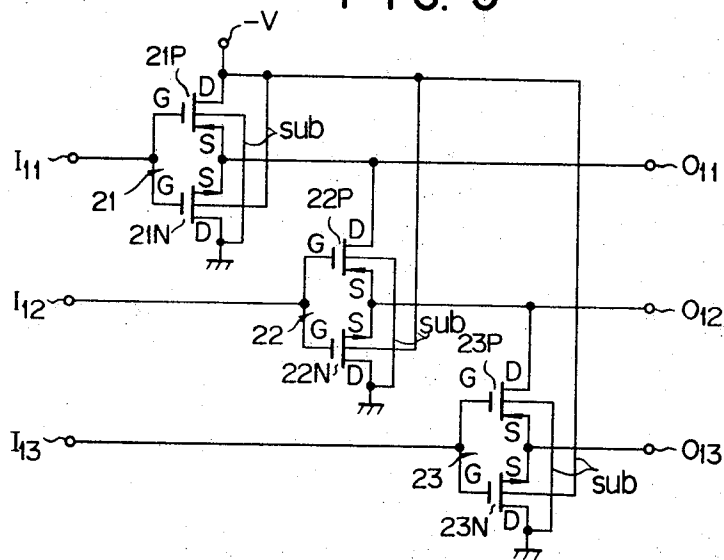 -V
21P
D
G
sub
S
I11
O11
S
G
21
22P
21N
D
D
G
S
I12
O12
S
sub
22
G
23P
22N
D
G
D
S
I13
O13
S
23
G
sub
23N
D